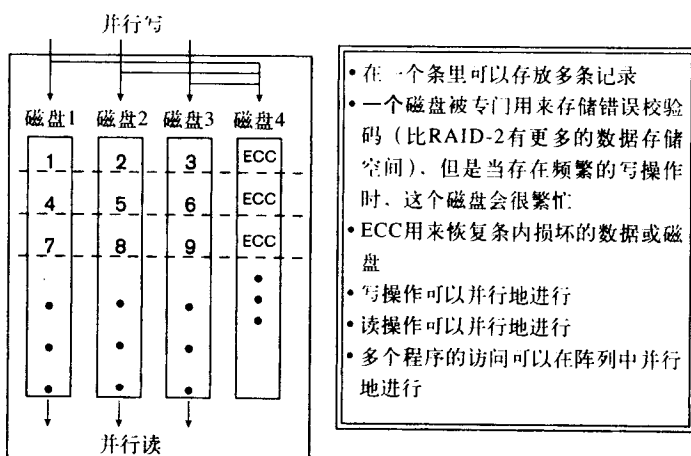 并行写
磁盘1 磁盘2 磁盘3 磁盘4
1 2 3 ECC
4 5 6 ECC
7 8 9 ECC
并行读
• 在一个条里可以存放多条记录
• 一个磁盘被专门用来存储错误校验
码（比RAID-2有更多的数据存储
空间）、但是当存在频繁的写操作
时、这个磁盘会很繁忙
• ECC用来恢复条内损坏的数据或磁
盘
• 写操作可以并行地进行
• 读操作可以并行地进行
• 多个程序的访问可以在阵列中并行
地进行